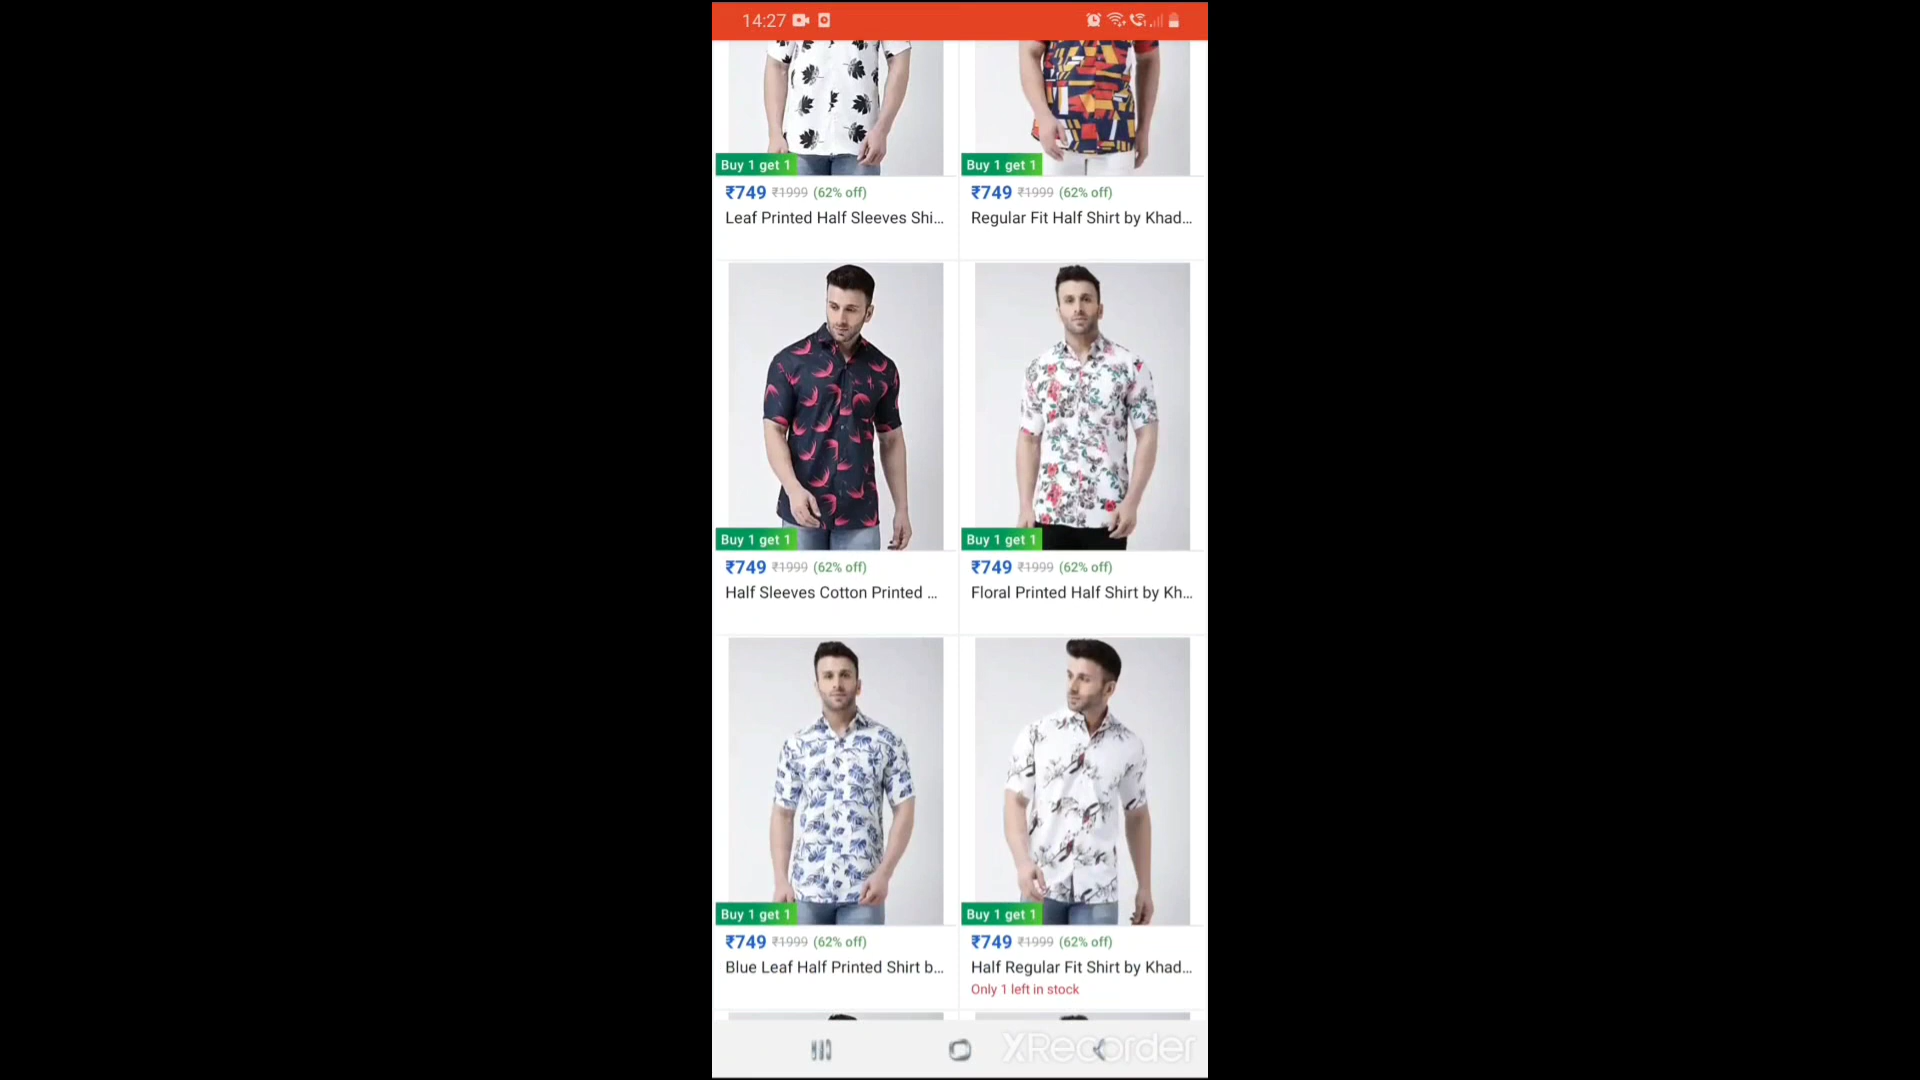 14:27
Buy 1 get 1 Buy 1 get 1
₹749 ₹1999 (62% off) ₹749 ₹1999 (62% off)
Leaf Printed Half Sleeves Shi... Regular Fit Half Shirt by Khad...
Buy 1 get 1 Buy 1 get 1
₹749 ₹1999 (62% off) ₹749 ₹1999 (62% off)
Half Sleeves Cotton Printed ... Floral Printed Half Shirt by Kh...
Buy 1 get 1 Buy 1 get 1
₹749 ₹1999 (62% off) ₹749 ₹1999 (62% off)
Blue Leaf Half Printed Shirt b... Half Regular Fit Shirt by Khad...
Only 1 left in stock
XRecorder